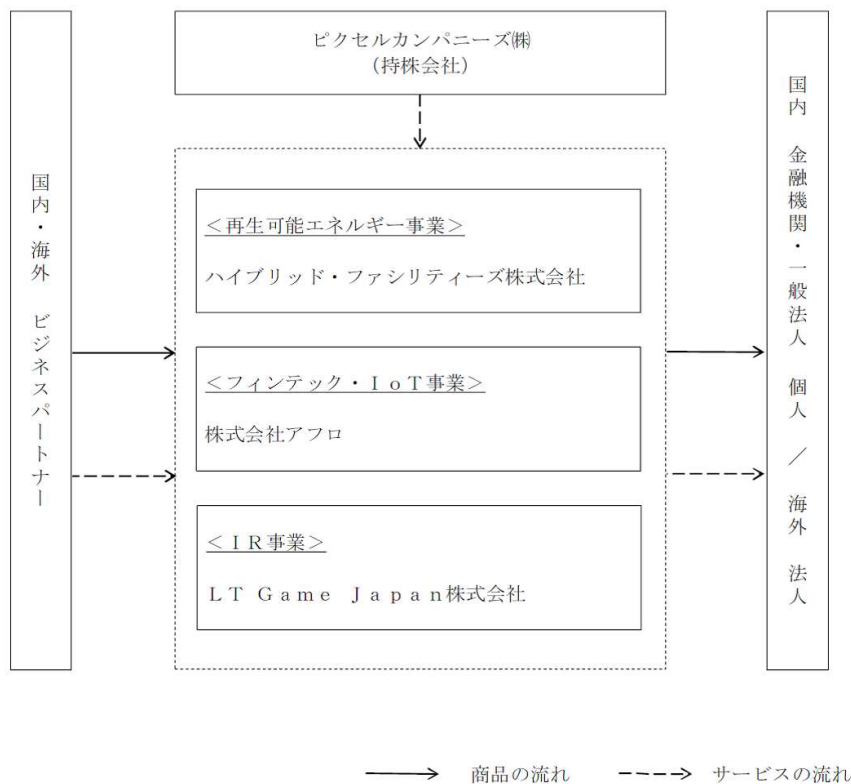 ピクセルカンパニーズ㈱
（持株会社）
国内・海外　ビジネスパートナー
＜再生可能エネルギー事業＞
ハイブリッド・ファシリティーズ株式会社
＜フィンテック・ＩｏＴ事業＞
株式会社アフロ
＜ＩＲ事業＞
ＬＴ Ｇａｍｅ Ｊａｐａｎ株式会社
国内　金融機関・一般法人　個人　／　海外　法人
商品の流れ　サービスの流れ